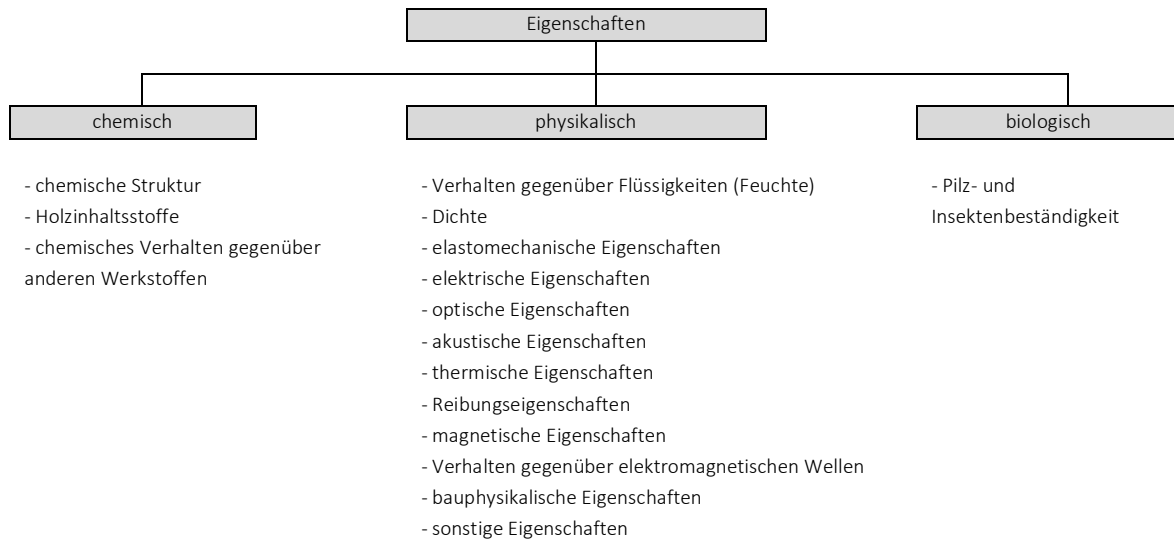 Eigenschaften
chemisch
- chemische Struktur
- Holzinhaltsstoffe
- chemisches Verhalten gegenüber
anderen Werkstoffen
physikalisch
- Verhalten gegenüber Flüssigkeiten (Feuchte)
- Dichte
- elastomechanische Eigenschaften
- elektrische Eigenschaften
- optische Eigenschaften
- akustische Eigenschaften
- thermische Eigenschaften
- Reibungseigenschaften
- magnetische Eigenschaften
- Verhalten gegenüber elektromagnetischen Wellen
- bauphysikalische Eigenschaften
- sonstige Eigenschaften
biologisch
- Pilz- und
Insektenbeständigkeit